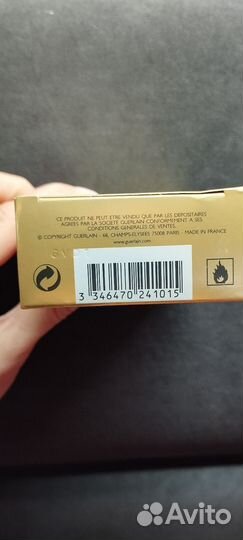 CE PRODUIT NE PEUT ETRE VENDU QUE PAR LES DEPOSITAIRES
AGREES PAR LA SOCIETE GUERLAIN CONFORMEMENT A SES
CONDITIONS GENERALES DE VENTES.
© COPYRIGHT GUERLAIN - 68, CHAMPS-ELYSEES 75008 PARIS - MADE IN FRANCE
www.guerlain.com
3 346470 241015
Avito